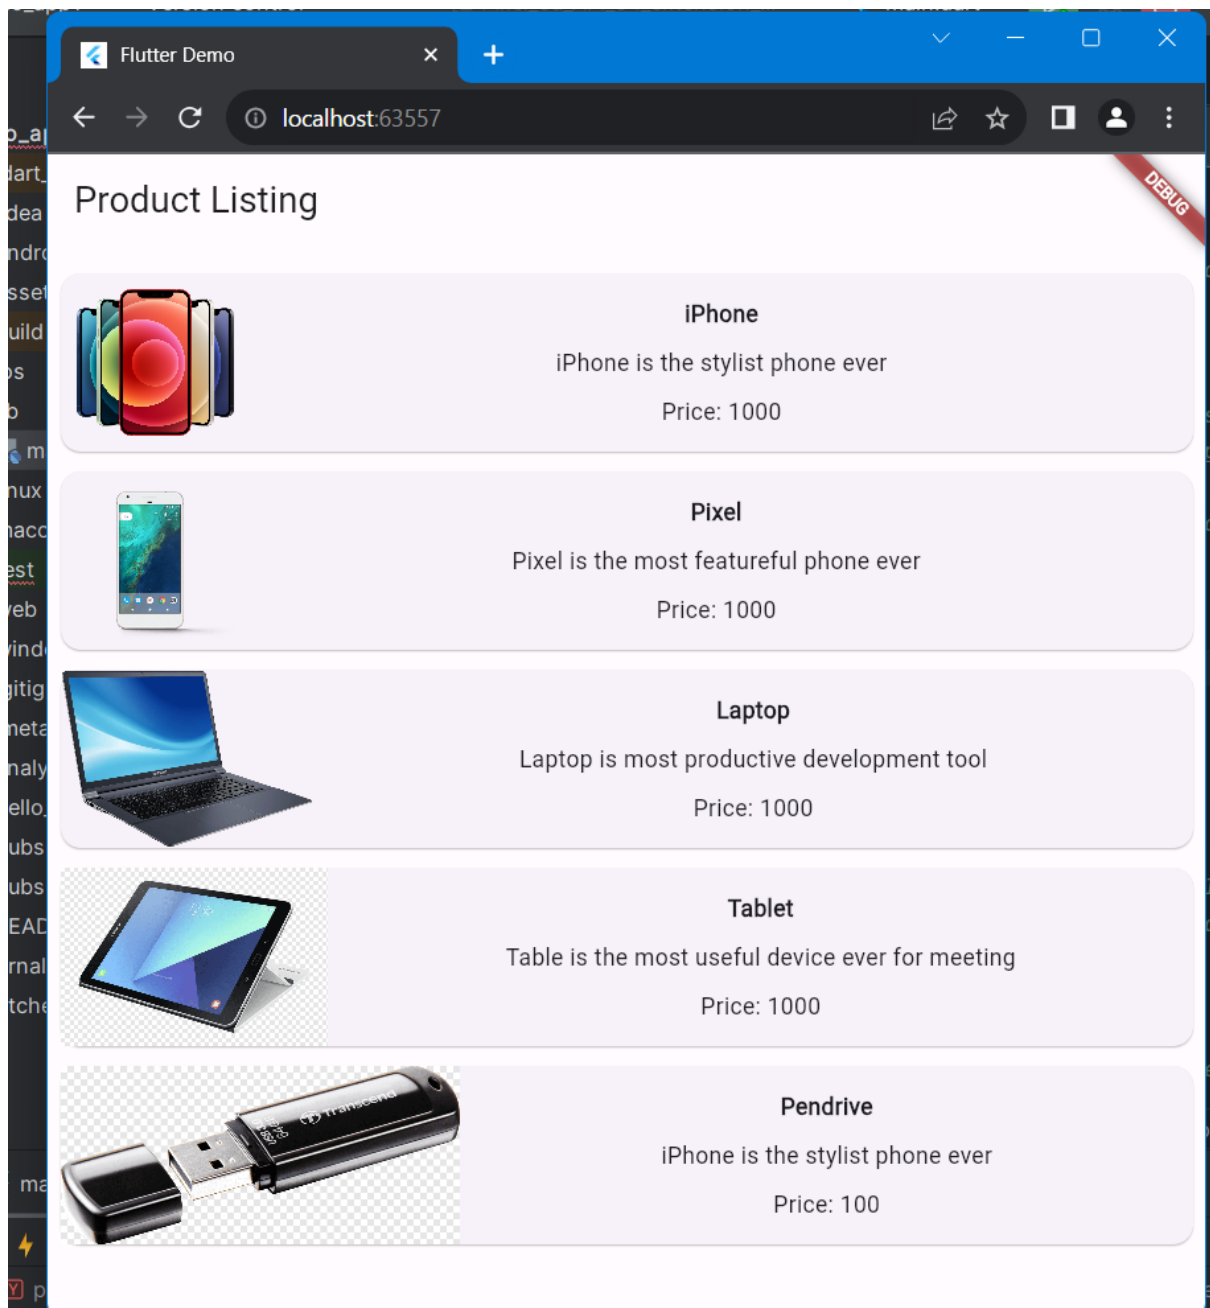 Flutter Demo
localhost:63557
Product Listing
DEBUG
iPhone
iPhone is the stylist phone ever
Price: 1000
Pixel
Pixel is the most featureful phone ever
Price: 1000
Laptop
Laptop is most productive development tool
Price: 1000
Tablet
Table is the most useful device ever for meeting
Price: 1000
Transcend
Pendrive
iPhone is the stylist phone ever
Price: 100